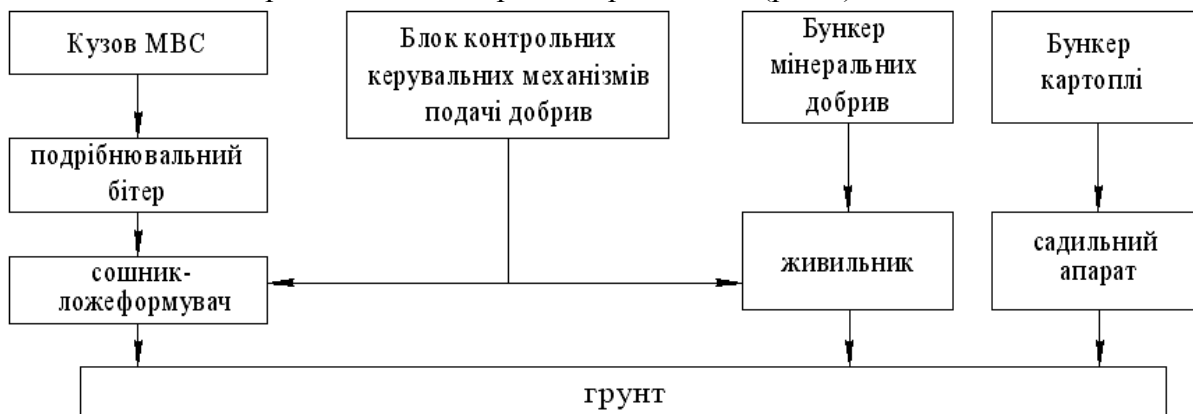 Кузов МВС
Блок контрольних
керувальних механізмів
подачі добрив
Бункер
мінеральних
добрив
Бункер
картоплі
подрібнювальний
бітер
сошник-
ложеформувач
живильник
садильний
апарат
грунт